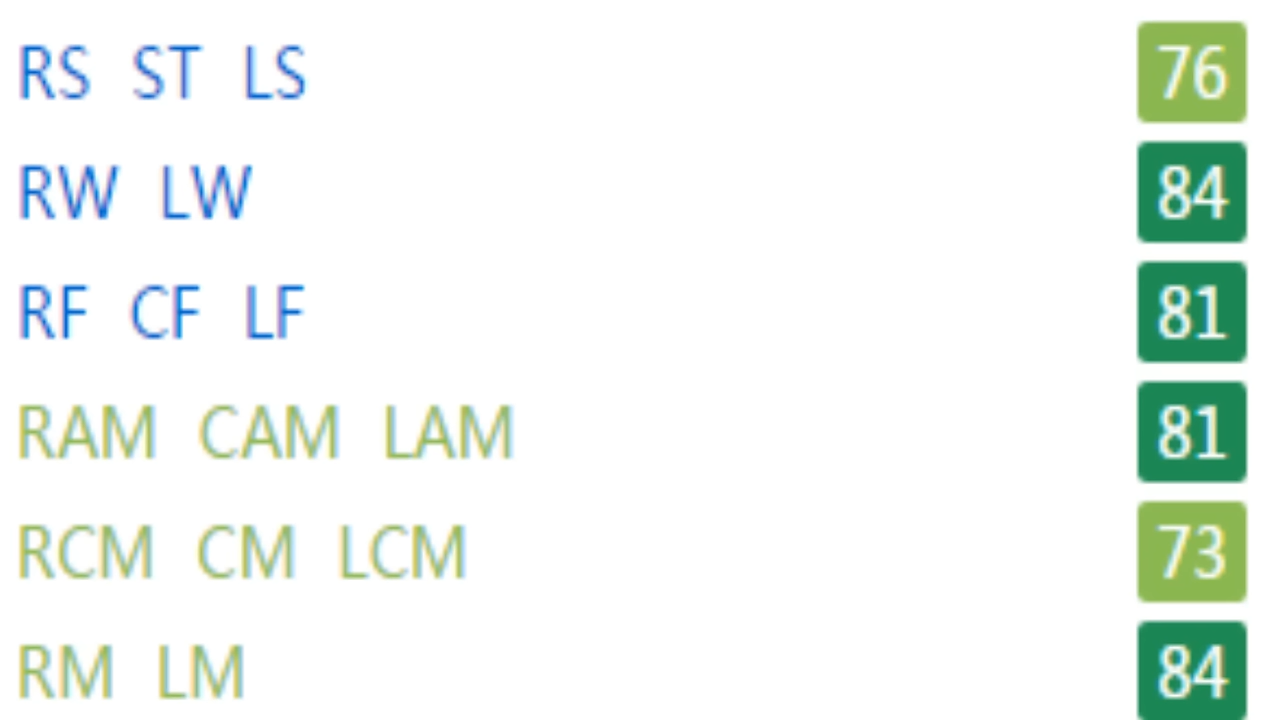 RS ST LS 76
RW LW 84
RF CF LF 81
RAM CAM LAM 81
RCM CM LCM 73
RM LM 84